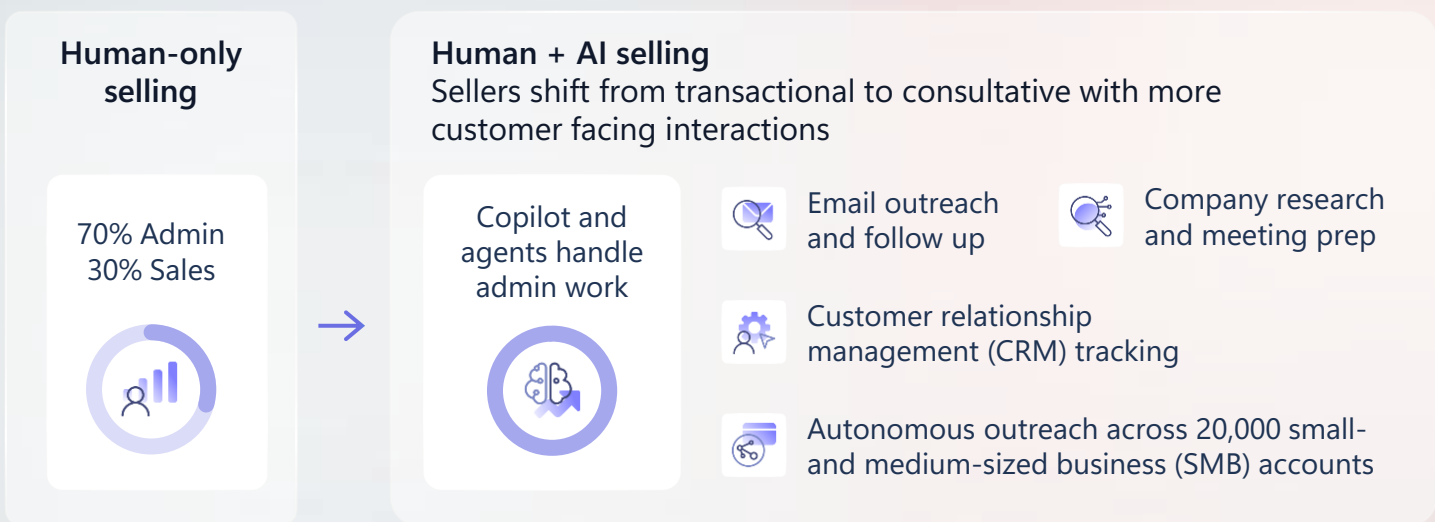 Human-only
selling
70% Admin
30% Sales
Human + AI selling
Sellers shift from transactional to consultative with more
customer facing interactions
Copilot and
agents handle
admin work
Email outreach
and follow up
Company research
and meeting prep
Customer relationship
management (CRM) tracking
Autonomous outreach across 20,000 small-
and medium-sized business (SMB) accounts